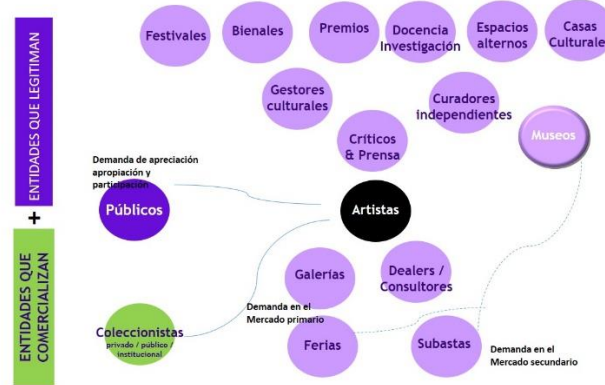 Festivales
Bienales
Premios
Docencia
Investigación
Espacios
alternos
Casas
Culturales
Gestores
culturales
Curadores
independientes
Críticos
& Prensa
Museos
ENTIDADES QUE LEGITIMAN
+
ENTIDADES QUE
COMERCIALIZAN
Demanda de apreciación
apropiación y
participación
Públicos
Artistas
Galerías
Dealers /
Consultores
Demanda en el
Mercado primario
Coleccionistas
privado / público /
institucional
Ferias
Subastas
Demanda en el
Mercado secundario